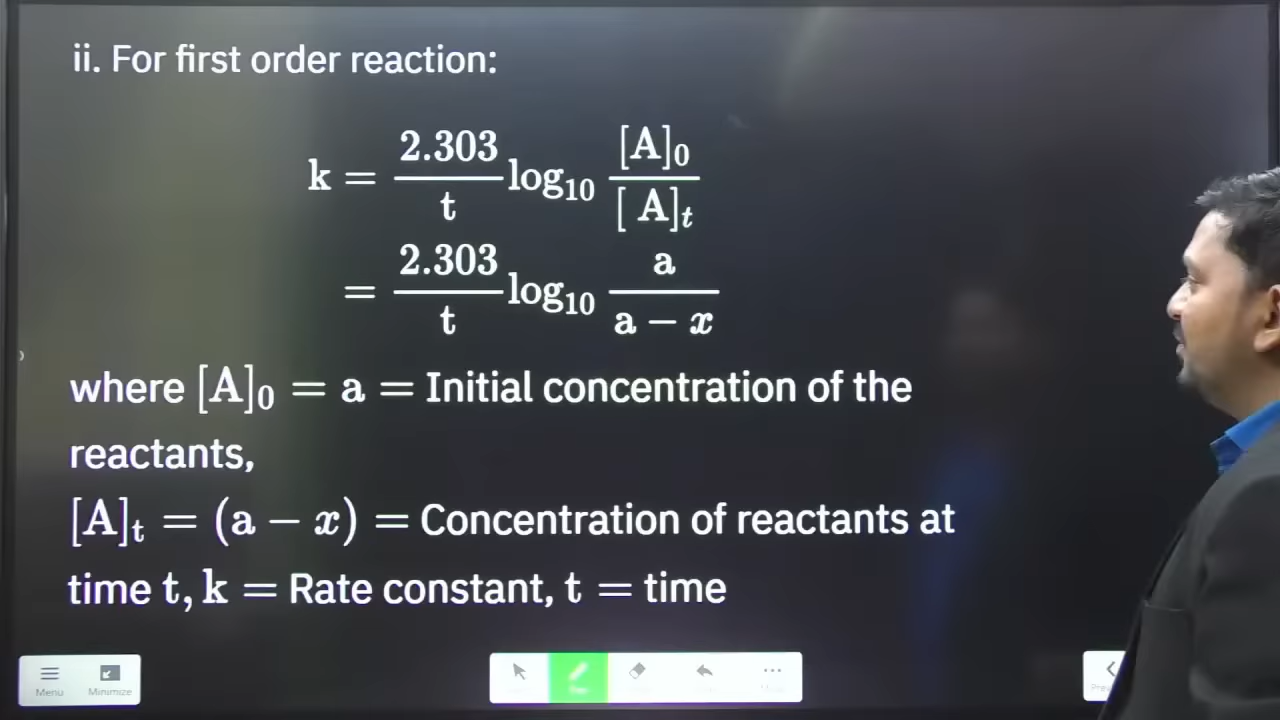 ii. For first order reaction:
k = 2.303/t log₁₀ [A]₀/[ A]ₜ
= 2.303/t log₁₀ a/a − x
where [A]₀ = a = Initial concentration of the
reactants,
[A]ₜ = (a − x) = Concentration of reactants at
time t, k = Rate constant, t = time
Menu
Minimize